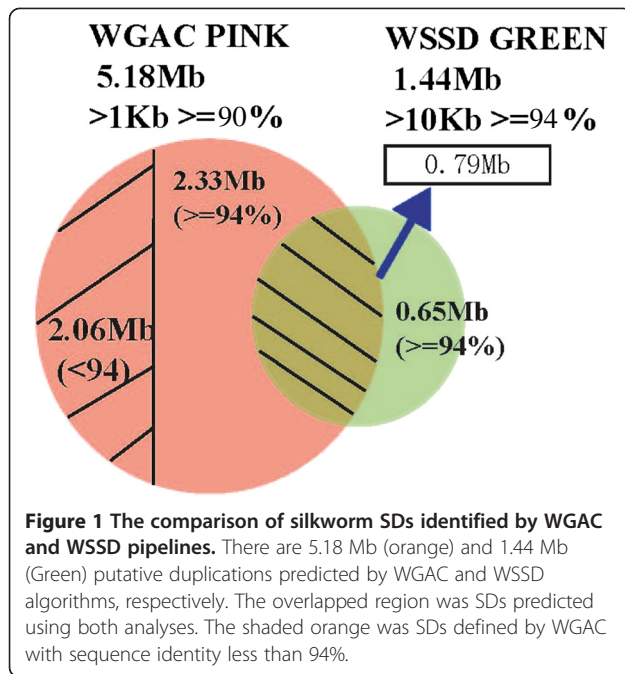 WGAC PINK
5.18Mb
>1Kb >=90%
WSSD GREEN
1.44Mb
>10Kb >=94 %
0.79Mb
2.33Mb
(>=94%)
2.06Mb
(<94)
0.65Mb
(>=94%)
Figure 1 The comparison of silkworm SDs identified by WGAC
and WSSD pipelines. There are 5.18 Mb (orange) and 1.44 Mb
(Green) putative duplications predicted by WGAC and WSSD
algorithms, respectively. The overlapped region was SDs predicted
using both analyses. The shaded orange was SDs defined by WGAC
with sequence identity less than 94%.